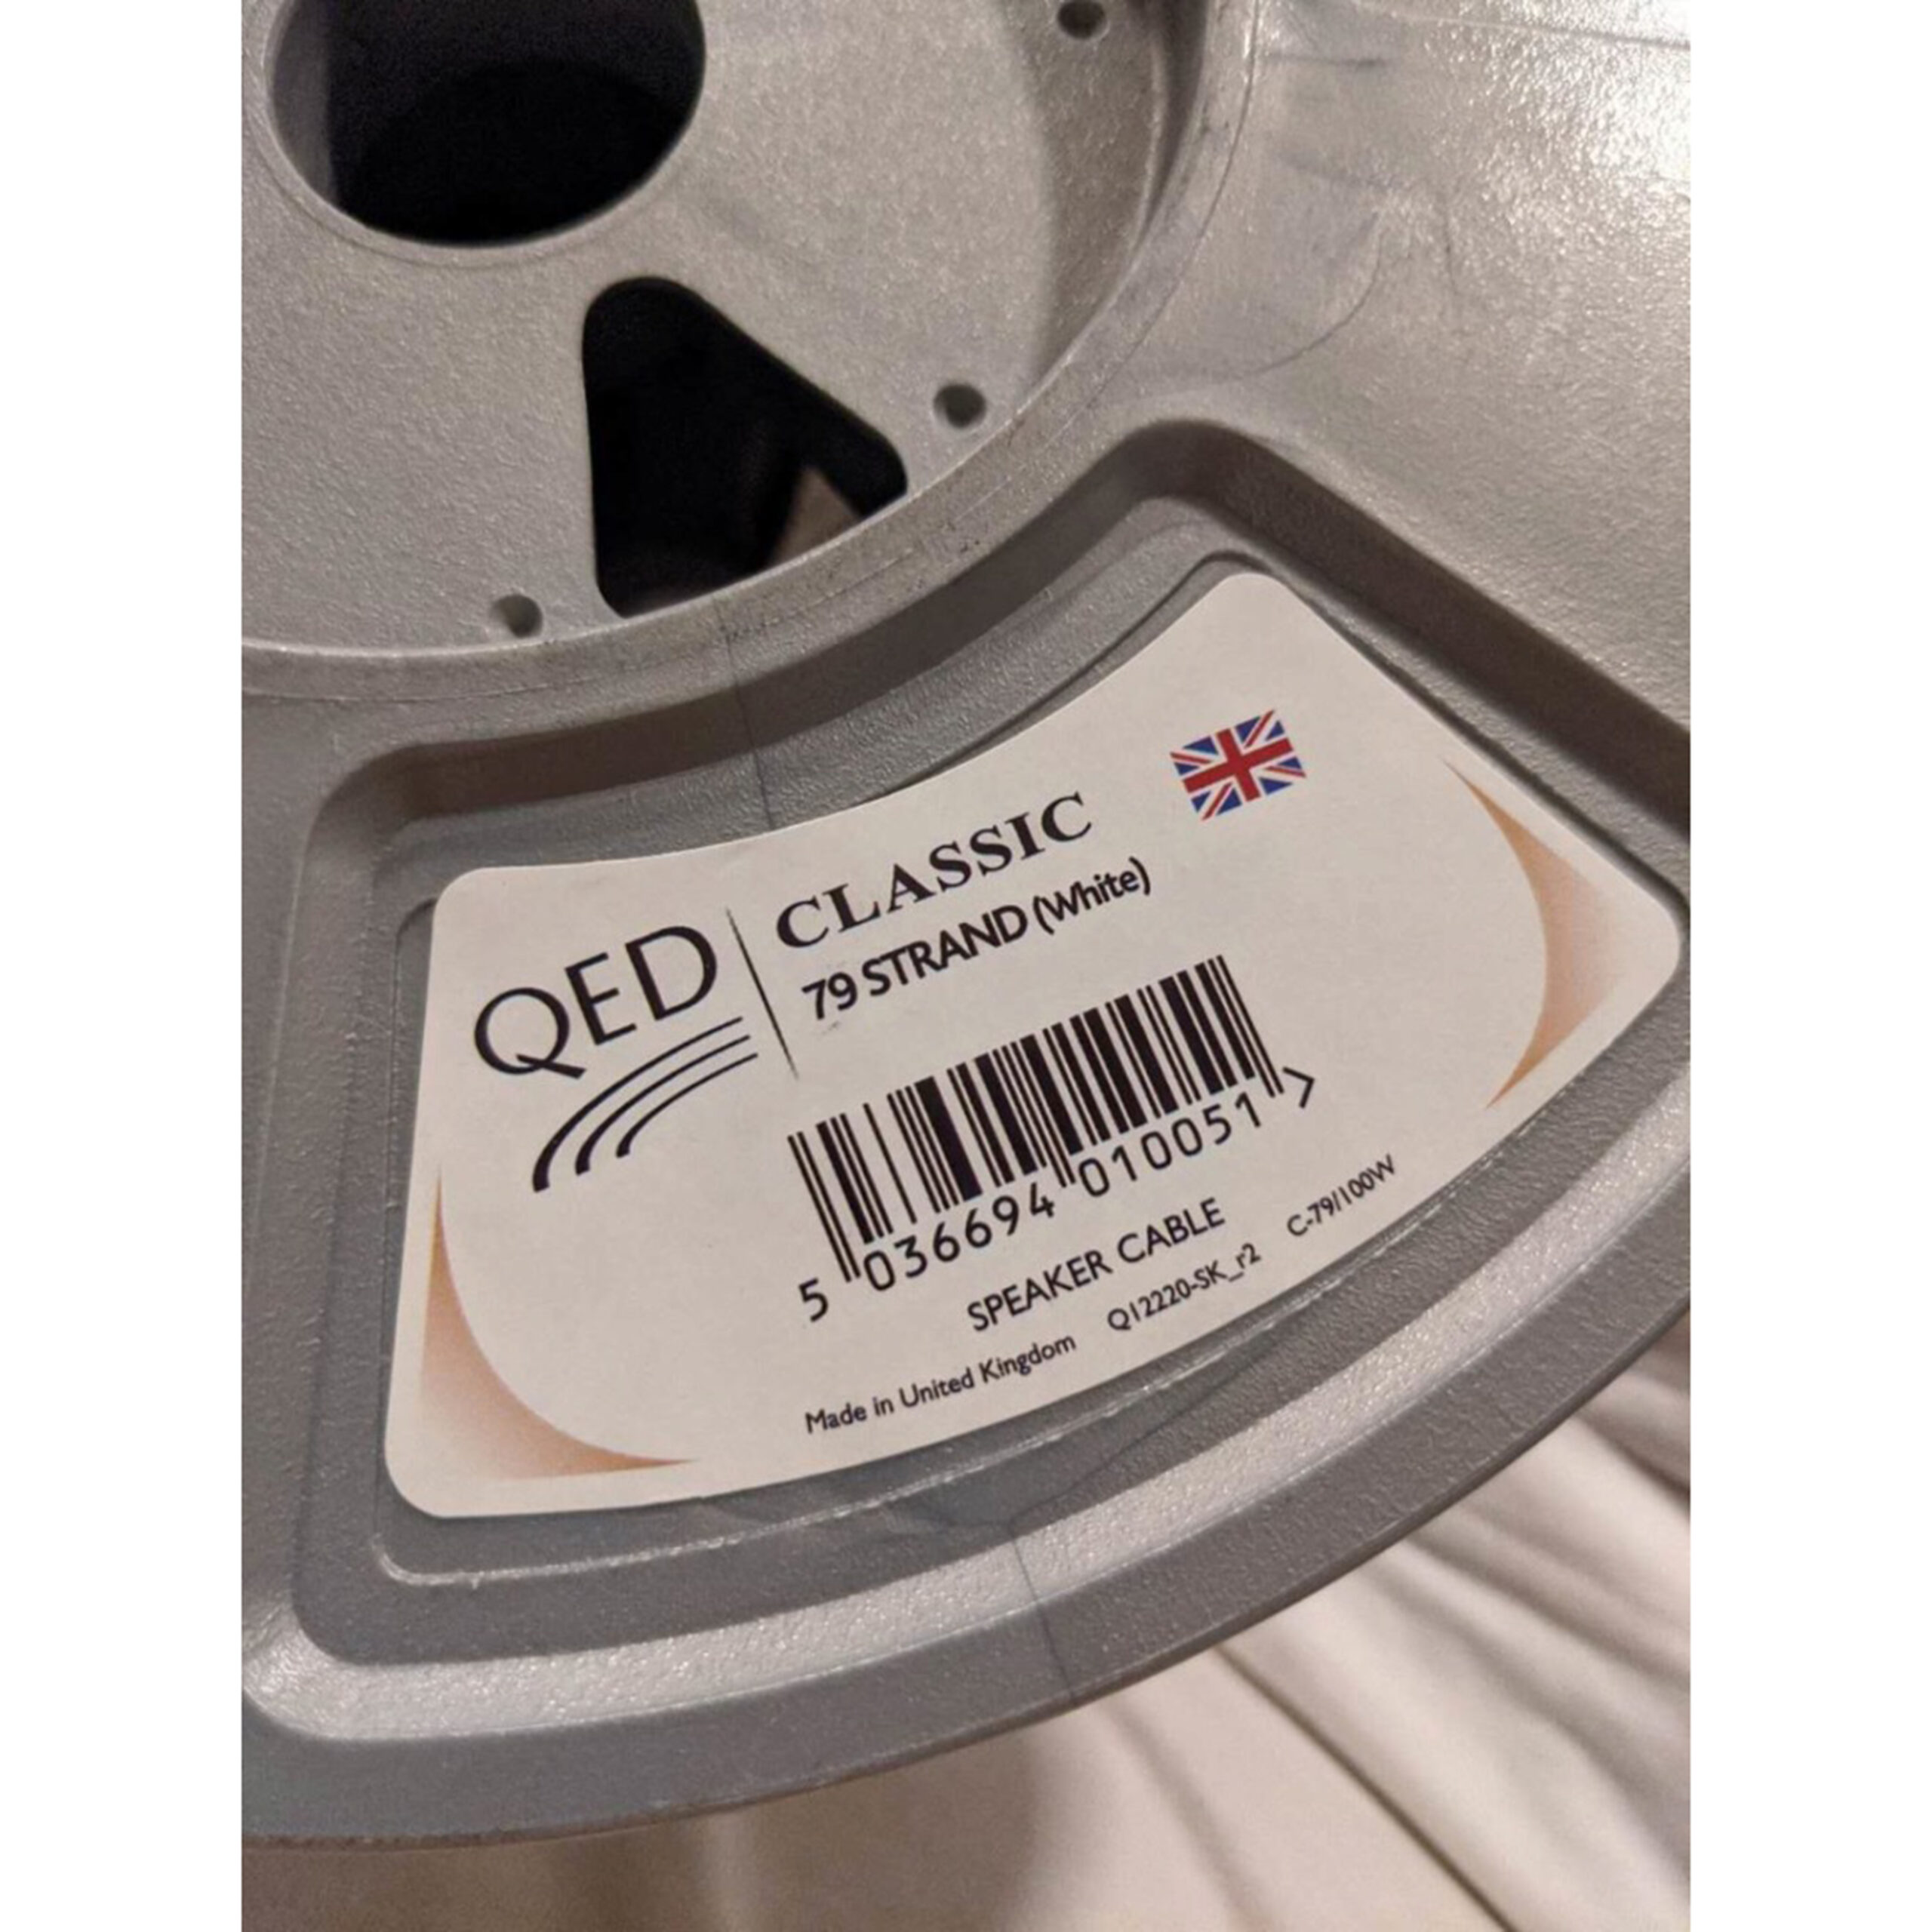 QED
CLASSIC
79 STRAND (White)
5 036694 010051 >
SPEAKER CABLE
Made in United Kingdom Q12220-SK_r2 C-79/100W